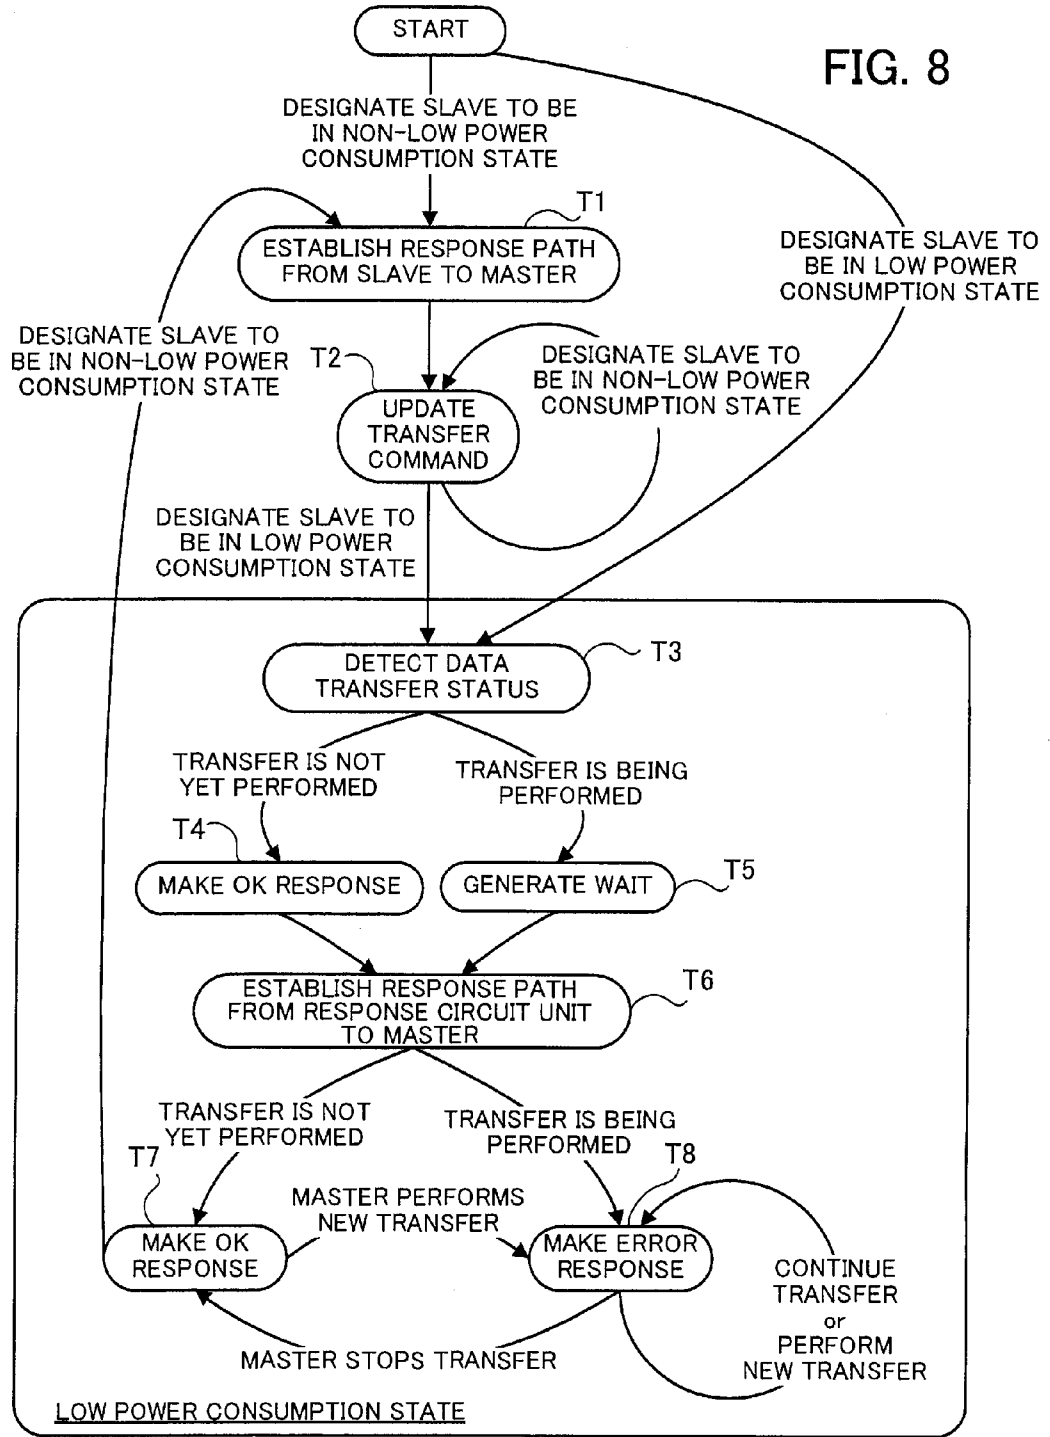 START
FIG. 8
DESIGNATE SLAVE TO BE
IN NON-LOW POWER
CONSUMPTION STATE
T1
ESTABLISH RESPONSE PATH
FROM SLAVE TO MASTER
DESIGNATE SLAVE TO
BE IN LOW POWER
CONSUMPTION STATE
DESIGNATE SLAVE TO
BE IN NON-LOW POWER
CONSUMPTION STATE
T2
DESIGNATE SLAVE TO
BE IN NON-LOW POWER
CONSUMPTION STATE
UPDATE
TRANSFER
COMMAND
DESIGNATE SLAVE TO
BE IN LOW POWER
CONSUMPTION STATE
DETECT DATA
TRANSFER STATUS
T3
TRANSFER IS NOT
YET PERFORMED
TRANSFER IS BEING
PERFORMED
T4
MAKE OK RESPONSE
GENERATE WAIT
T5
ESTABLISH RESPONSE PATH
FROM RESPONSE CIRCUIT UNIT
TO MASTER
T6
TRANSFER IS NOT
YET PERFORMED
TRANSFER IS BEING
PERFORMED
T7
T8
MASTER PERFORMS
NEW TRANSFER
MAKE OK
RESPONSE
MAKE ERROR
RESPONSE
CONTINUE
TRANSFER
or
PERFORM
NEW TRANSFER
MASTER STOPS TRANSFER
LOW POWER CONSUMPTION STATE